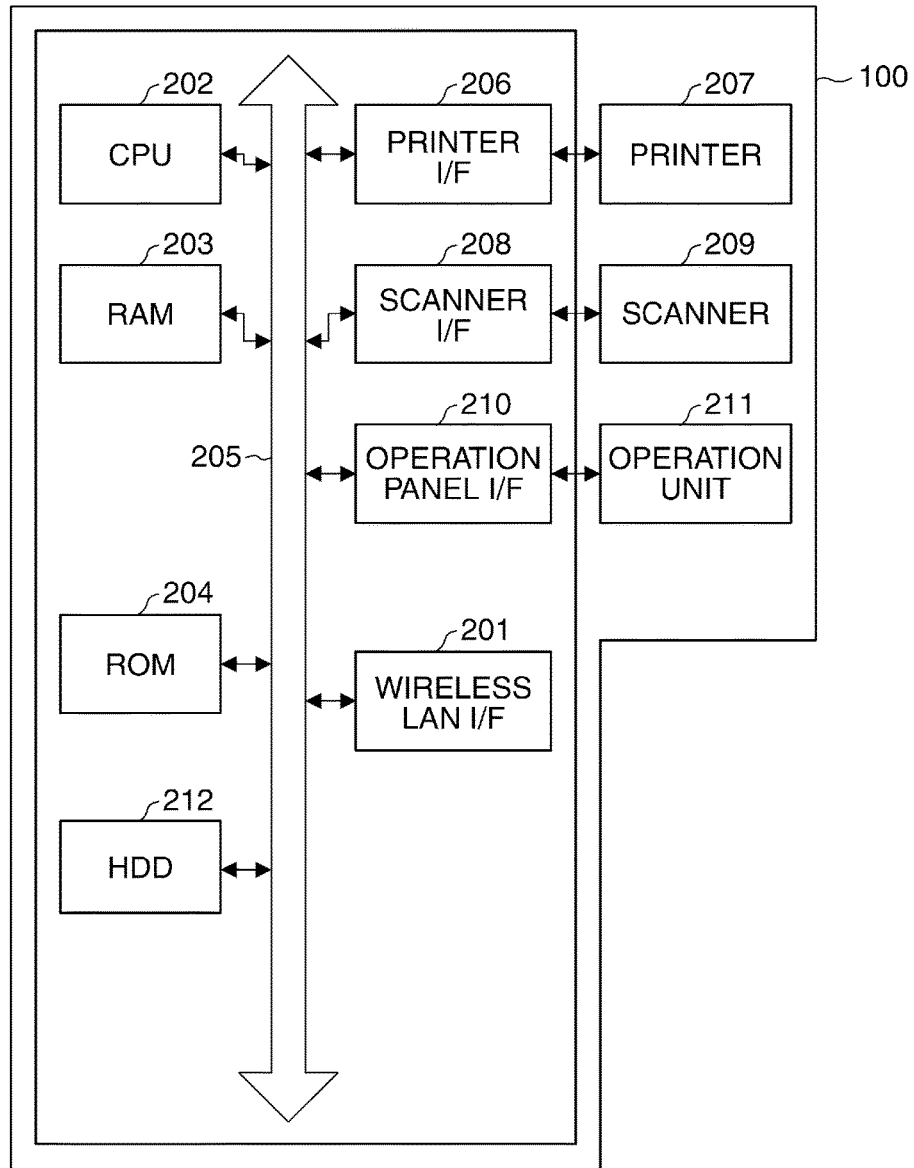 100
202
CPU
206
PRINTER
I/F
207
PRINTER
203
RAM
208
SCANNER
I/F
209
SCANNER
205
210
OPERATION
PANEL I/F
211
OPERATION
UNIT
204
ROM
201
WIRELESS
LAN I/F
212
HDD